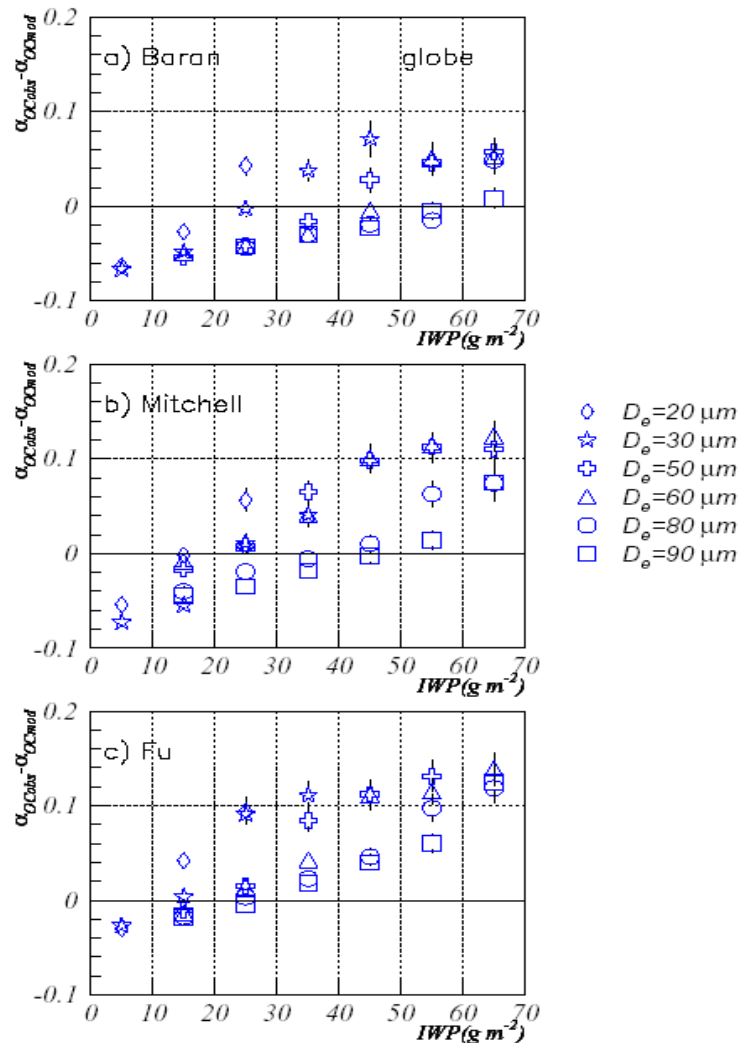 0.2
a) Baran globe
0.1
0
-0.1
0 10 20 30 40 50 60 70
IWP(g m⁻²)
α_OCobs-α_OCmod
0.2
b) Mitchell
0.1
0
-0.1
0 10 20 30 40 50 60 70
IWP(g m⁻²)
α_OCobs-α_OCmod
D_e=20 μm
D_e=30 μm
D_e=50 μm
D_e=60 μm
D_e=80 μm
D_e=90 μm
0.2
c) Fu
0.1
0
-0.1
0 10 20 30 40 50 60 70
IWP(g m⁻²)
α_OCobs-α_OCmod